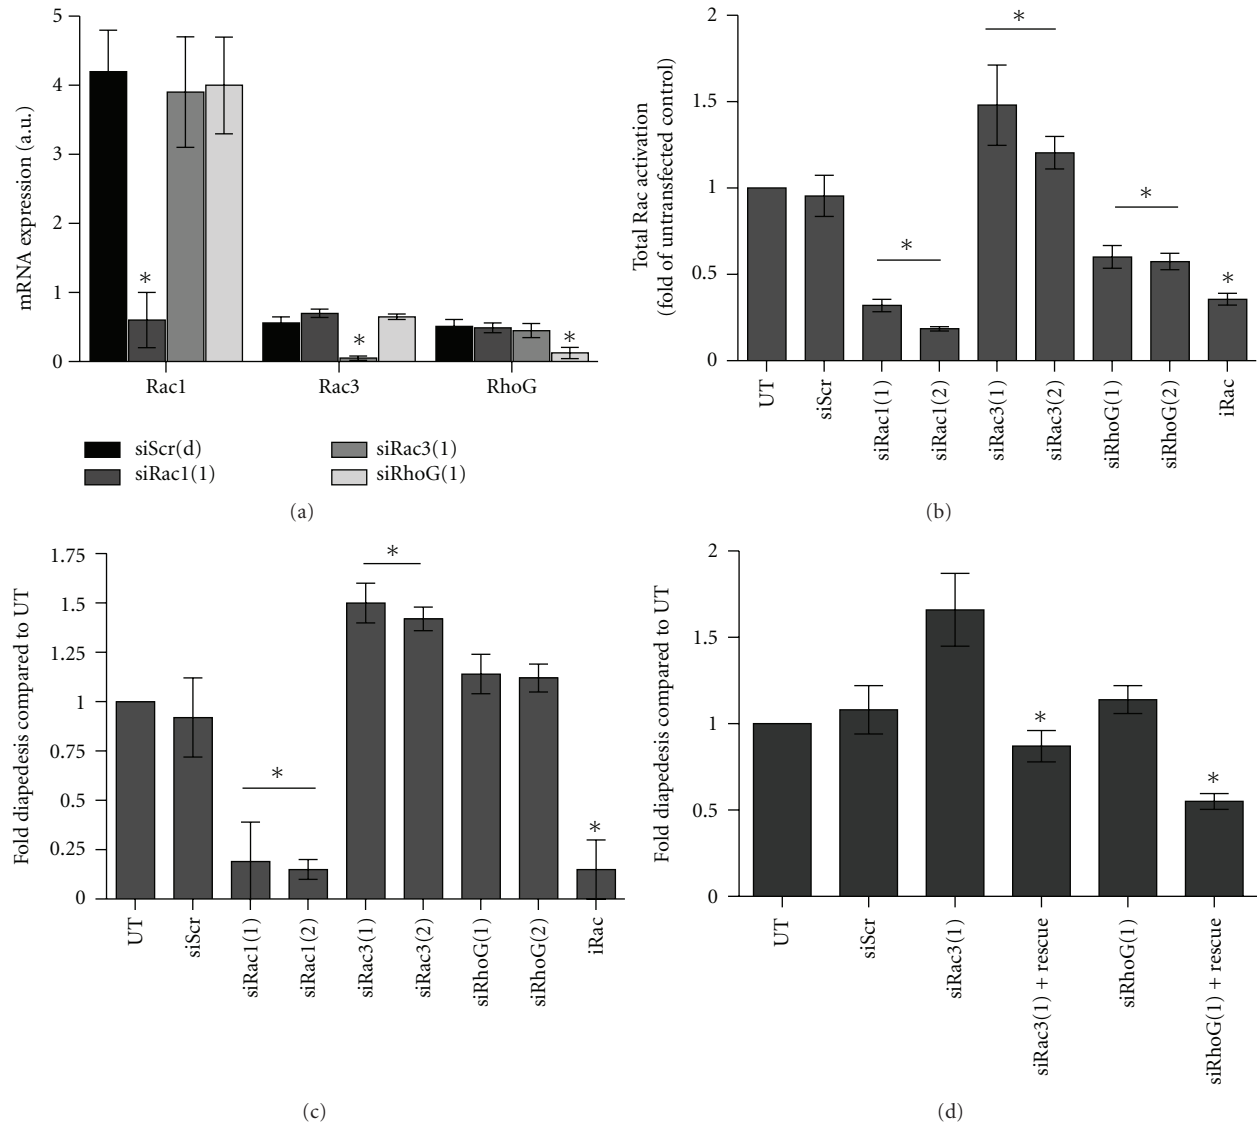 5
4
3
2
1
0
mRNA expression (a.u.)
*
*
*
Rac1
Rac3
RhoG
siScr(d)
siRac1(1)
siRac3(1)
siRhoG(1)
(a)
2
1.5
1
0.5
0
Total Rac activation
(fold of untransfected control)
*
*
*
*
UT
siScr
siRac1(1)
siRac1(2)
siRac3(1)
siRac3(2)
siRhoG(1)
siRhoG(2)
iRac
(b)
1.75
1.5
1.25
1
0.75
0.5
0.25
0
Fold diapedesis compared to UT
*
*
*
UT
siScr
siRac1(1)
siRac1(2)
siRac3(1)
siRac3(2)
siRhoG(1)
siRhoG(2)
iRac
(c)
2
1.5
1
0.5
0
Fold diapedesis compared to UT
*
*
UT
siScr
siRac3(1)
siRac3(1) + rescue
siRhoG(1)
siRhoG(1) + rescue
(d)